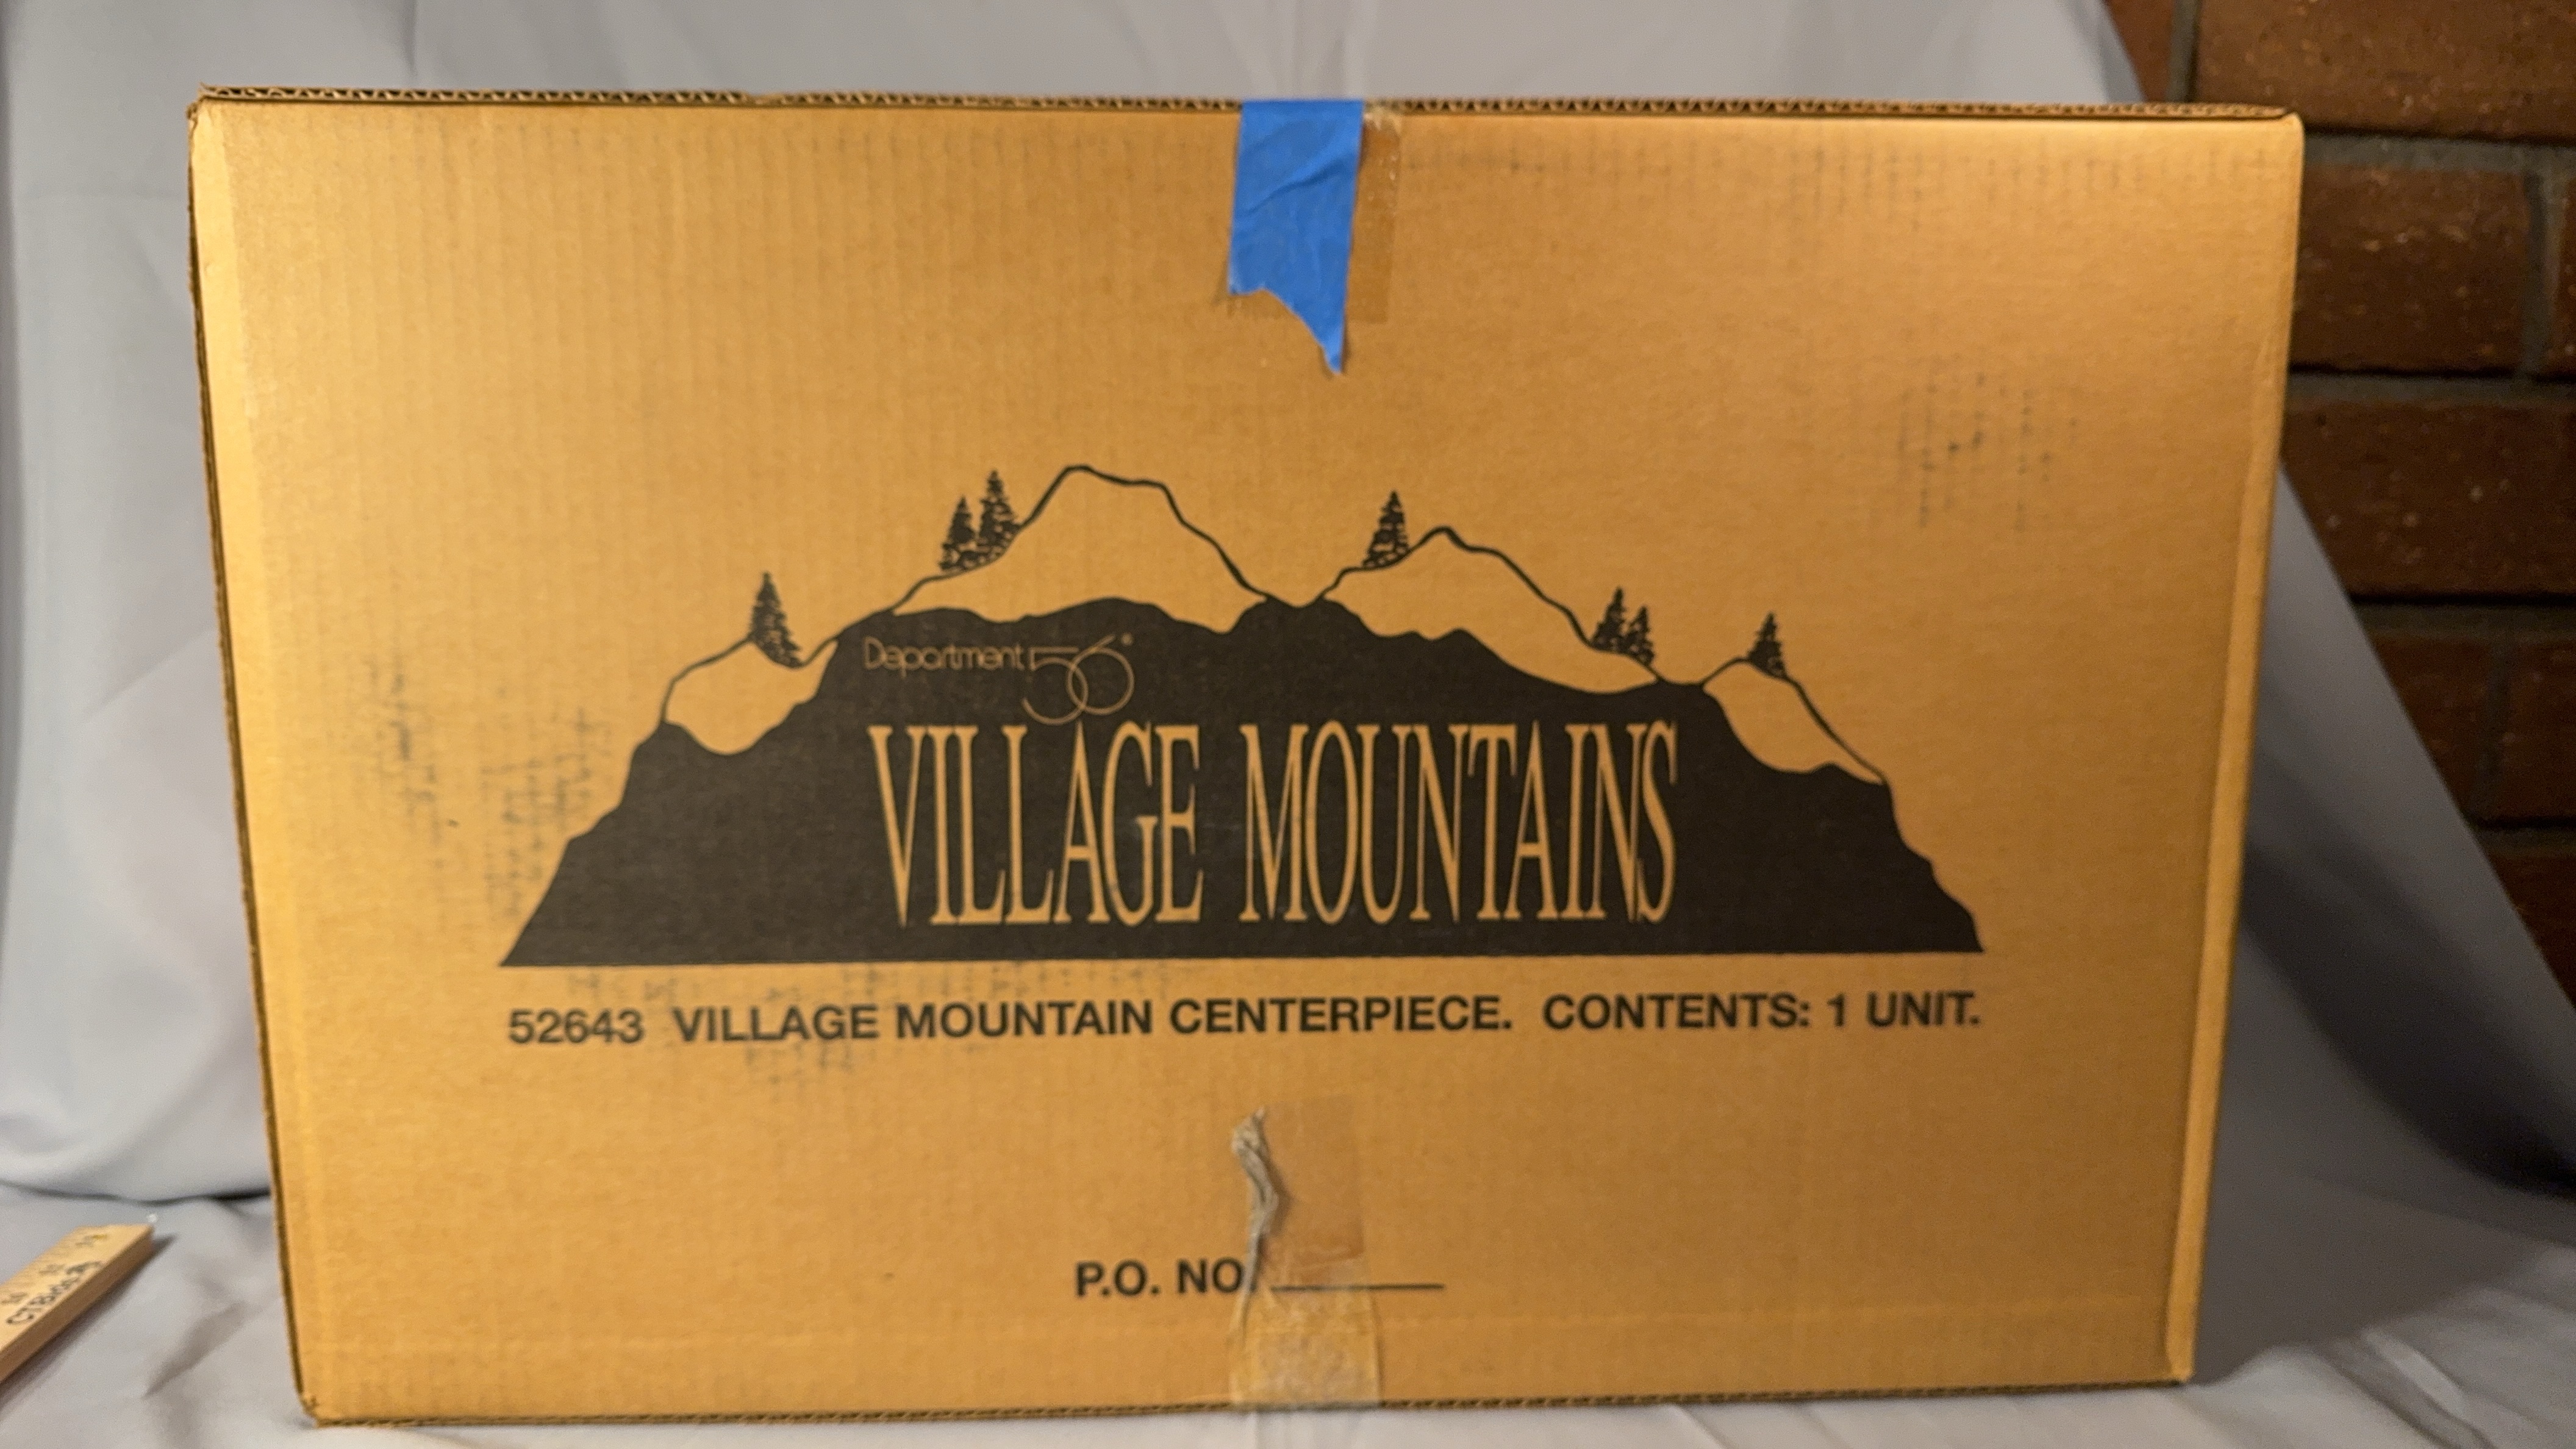 Department 56®
VILLAGE MOUNTAINS
52643 VILLAGE MOUNTAIN CENTERPIECE. CONTENTS: 1 UNIT.
P.O. NO